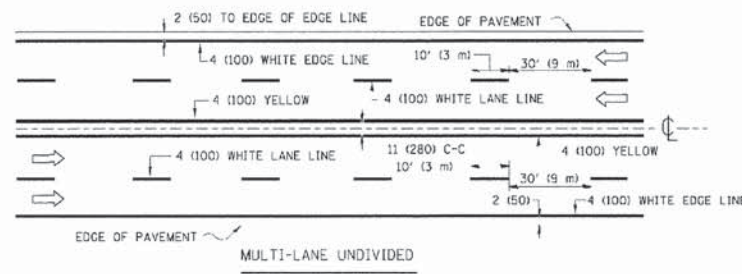 2 (50) TO EDGE OF EDGE LINE
EDGE OF PAVEMENT
4 (100) WHITE EDGE LINE
10' (3 m)
30' (9 m)
4 (100) YELLOW
4 (100) WHITE LANE LINE
℄
11 (280) C-C
4 (100) WHITE LANE LINE
10' (3 m)
4 (100) YELLOW
30' (9 m)
2 (50)
4 (100) WHITE EDGE LINE
EDGE OF PAVEMENT
MULTI-LANE UNDIVIDED